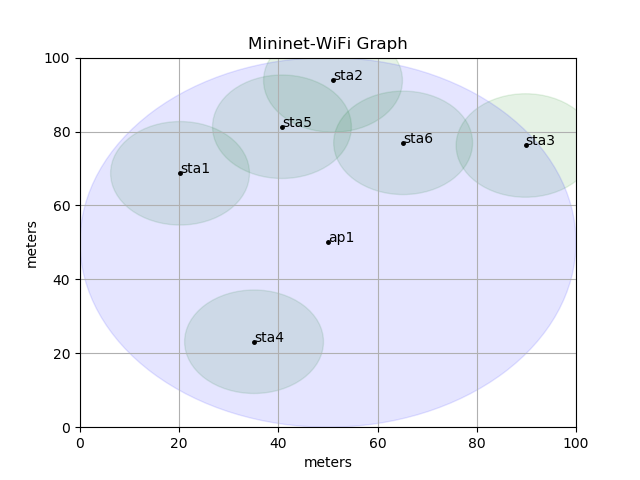 Mininet-WiFi Graph
100
80
60
40
20
0
meters
sta2
sta5
sta6
sta3
sta1
ap1
sta4
0 20 40 60 80 100
meters